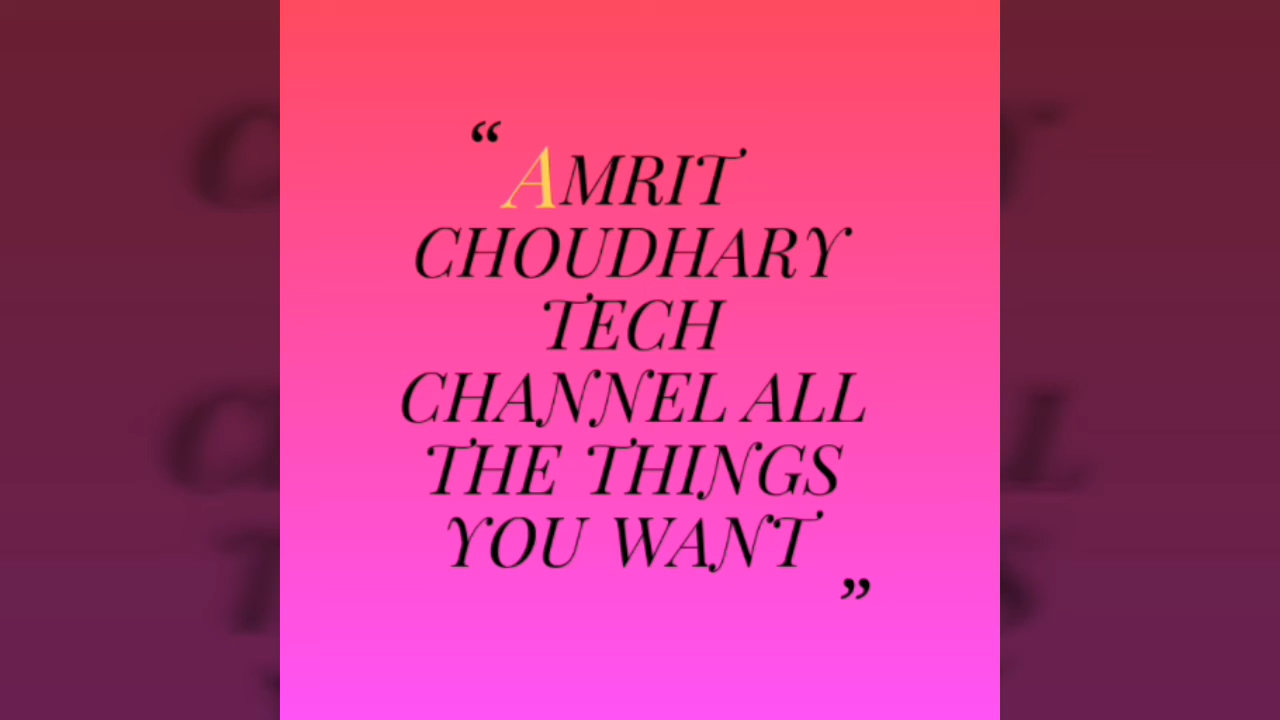 “AMRIT
CHOUDHARY
TECH
CHANNEL ALL
THE THINGS
YOU WANT”